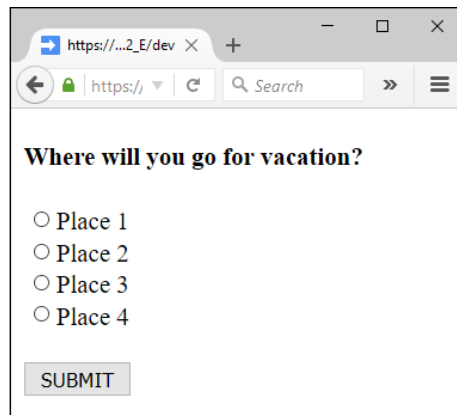 https://...2_E/dev
https:// Search
Where will you go for vacation?
Place 1
Place 2
Place 3
Place 4
SUBMIT